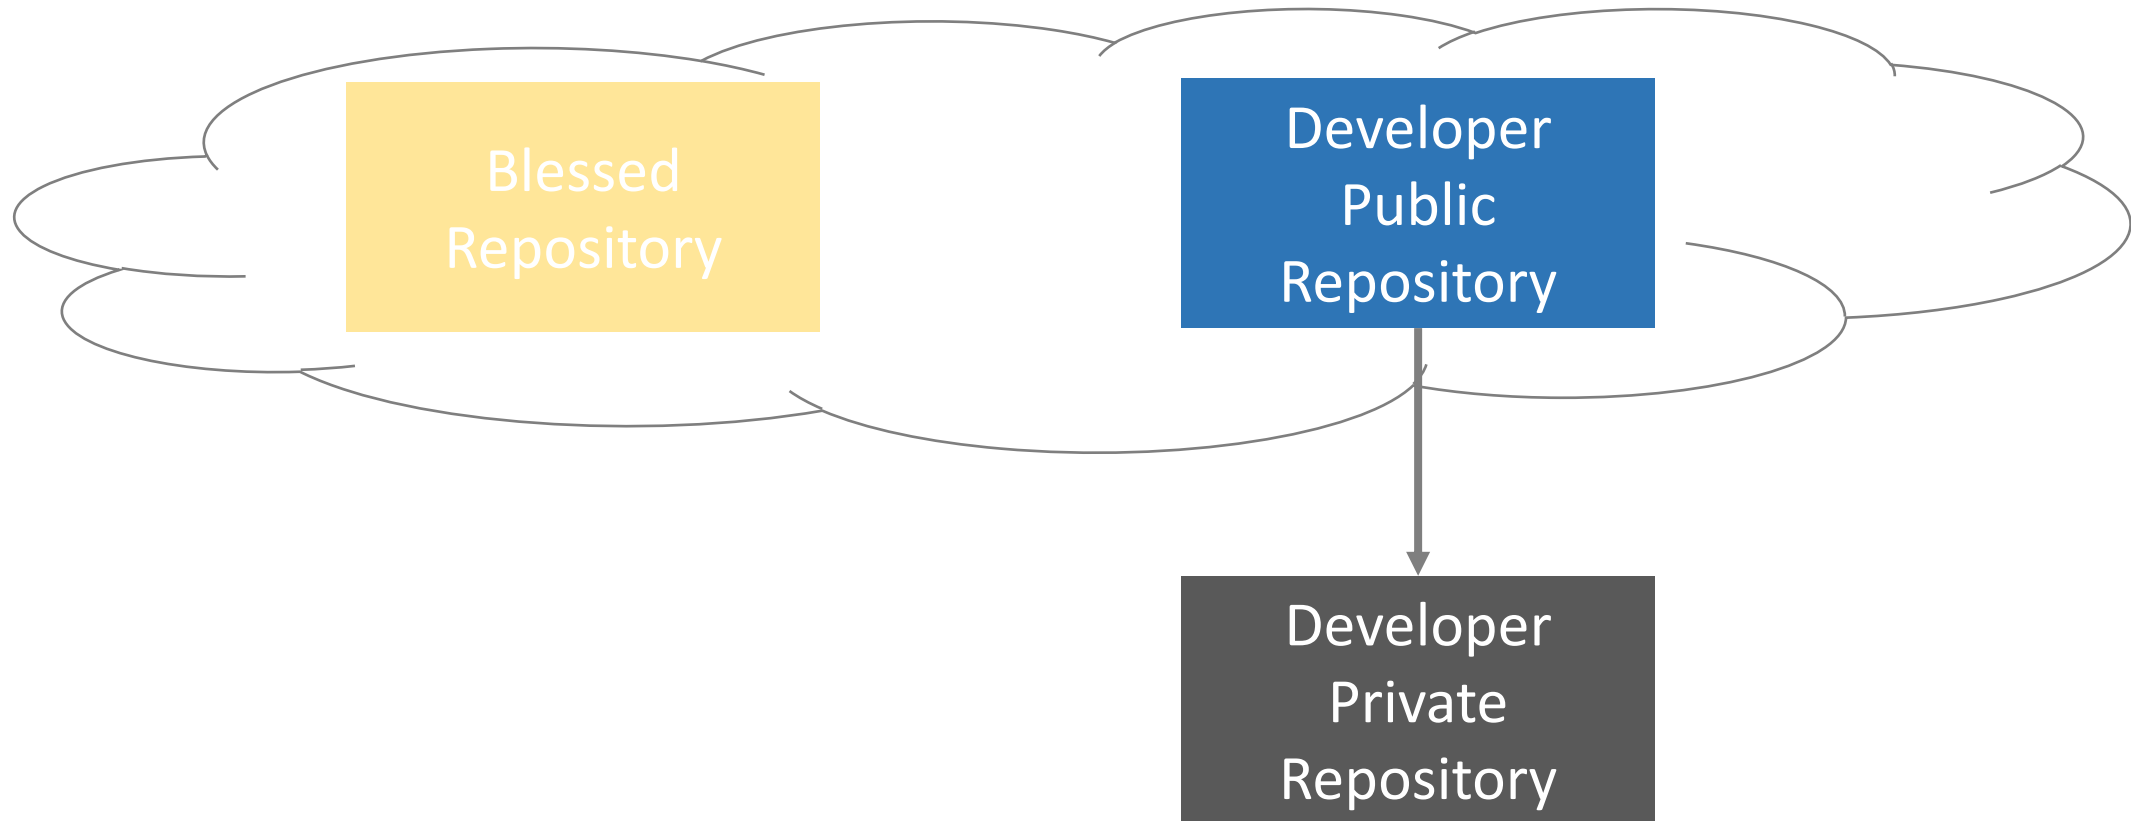 Blessed
Repository
Developer
Public
Repository
Developer
Private
Repository